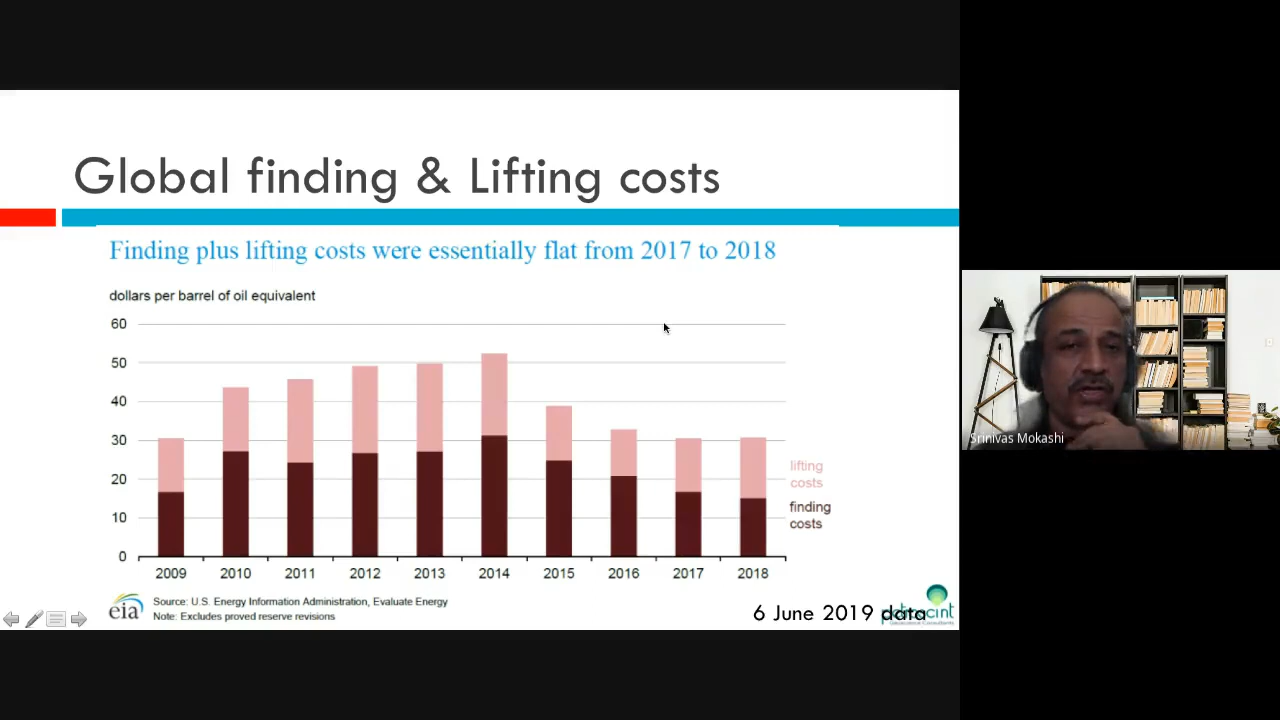 Global finding & Lifting costs
Finding plus lifting costs were essentially flat from 2017 to 2018
dollars per barrel of oil equivalent
60
50
40
30
20
10
0
lifting
costs
finding
costs
2009 2010 2011 2012 2013 2014 2015 2016 2017 2018
eia
Source: U.S. Energy Information Administration, Evaluate Energy
Note: Excludes proved reserve revisions
6 June 2019 data
Srinivas Mokashi